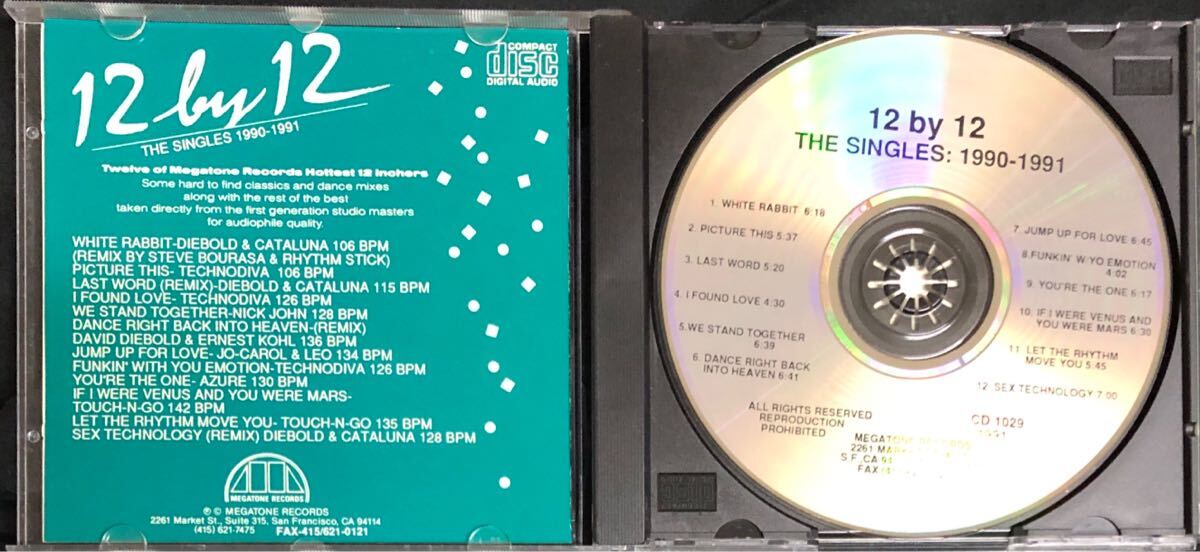 12 by 12
THE SINGLES 1990-1991
COMPACT
disc
DIGITAL AUDIO
Twelve of Megatone Records Hottest 12 Inchers
Some hard to find classics and dance mixes
along with the rest of the best
taken directly from the first generation studio masters
for audiophile quality.
WHITE RABBIT-DIEBOLD & CATALUNA 106 BPM
(REMIX BY STEVE BOURASA & RHYTHM STICK)
PICTURE THIS- TECHNODIVA 106 BPM
LAST WORD (REMIX)-DIEBOLD & CATALUNA 115 BPM
I FOUND LOVE- TECHNODIVA 126 BPM
WE STAND TOGETHER-NICK JOHN 128 BPM
DANCE RIGHT BACK INTO HEAVEN-(REMIX)
DAVID DIEBOLD & ERNEST KOHL 136 BPM
JUMP UP FOR LOVE- JO-CAROL & LEO 134 BPM
FUNKIN' WITH YOU EMOTION-TECHNODIVA 126 BPM
YOU'RE THE ONE- AZURE 130 BPM
IF I WERE VENUS AND YOU WERE MARS-
TOUCH-N-GO 142 BPM
LET THE RHYTHM MOVE YOU- TOUCH-N-GO 135 BPM
SEX TECHNOLOGY (REMIX) DIEBOLD & CATALUNA 128 BPM
MEGATONE RECORDS
℗ © MEGATONE RECORDS
2261 Market St., Suite 315, San Francisco, CA 94114
(415) 621-7475 FAX-415/621-0121
12 by 12
THE SINGLES: 1990-1991
1. WHITE RABBIT 6:18
2. PICTURE THIS 5:37
3. LAST WORD 5:20
4. I FOUND LOVE 4:30
5. WE STAND TOGETHER
6:39
6. DANCE RIGHT BACK
INTO HEAVEN 6:41
7. JUMP UP FOR LOVE 6:45
8. FUNKIN' W/YO EMOTION
4:02
9. YOU'RE THE ONE 6:17
10. IF I WERE VENUS AND
YOU WERE MARS 6:30
11. LET THE RHYTHM
MOVE YOU 5:45
12. SEX TECHNOLOGY 7:00
ALL RIGHTS RESERVED
REPRODUCTION
PROHIBITED
CD 1029
1991
MEGATONE RECORDS
2261 MARKET
S.F., CA 94
FAX (41